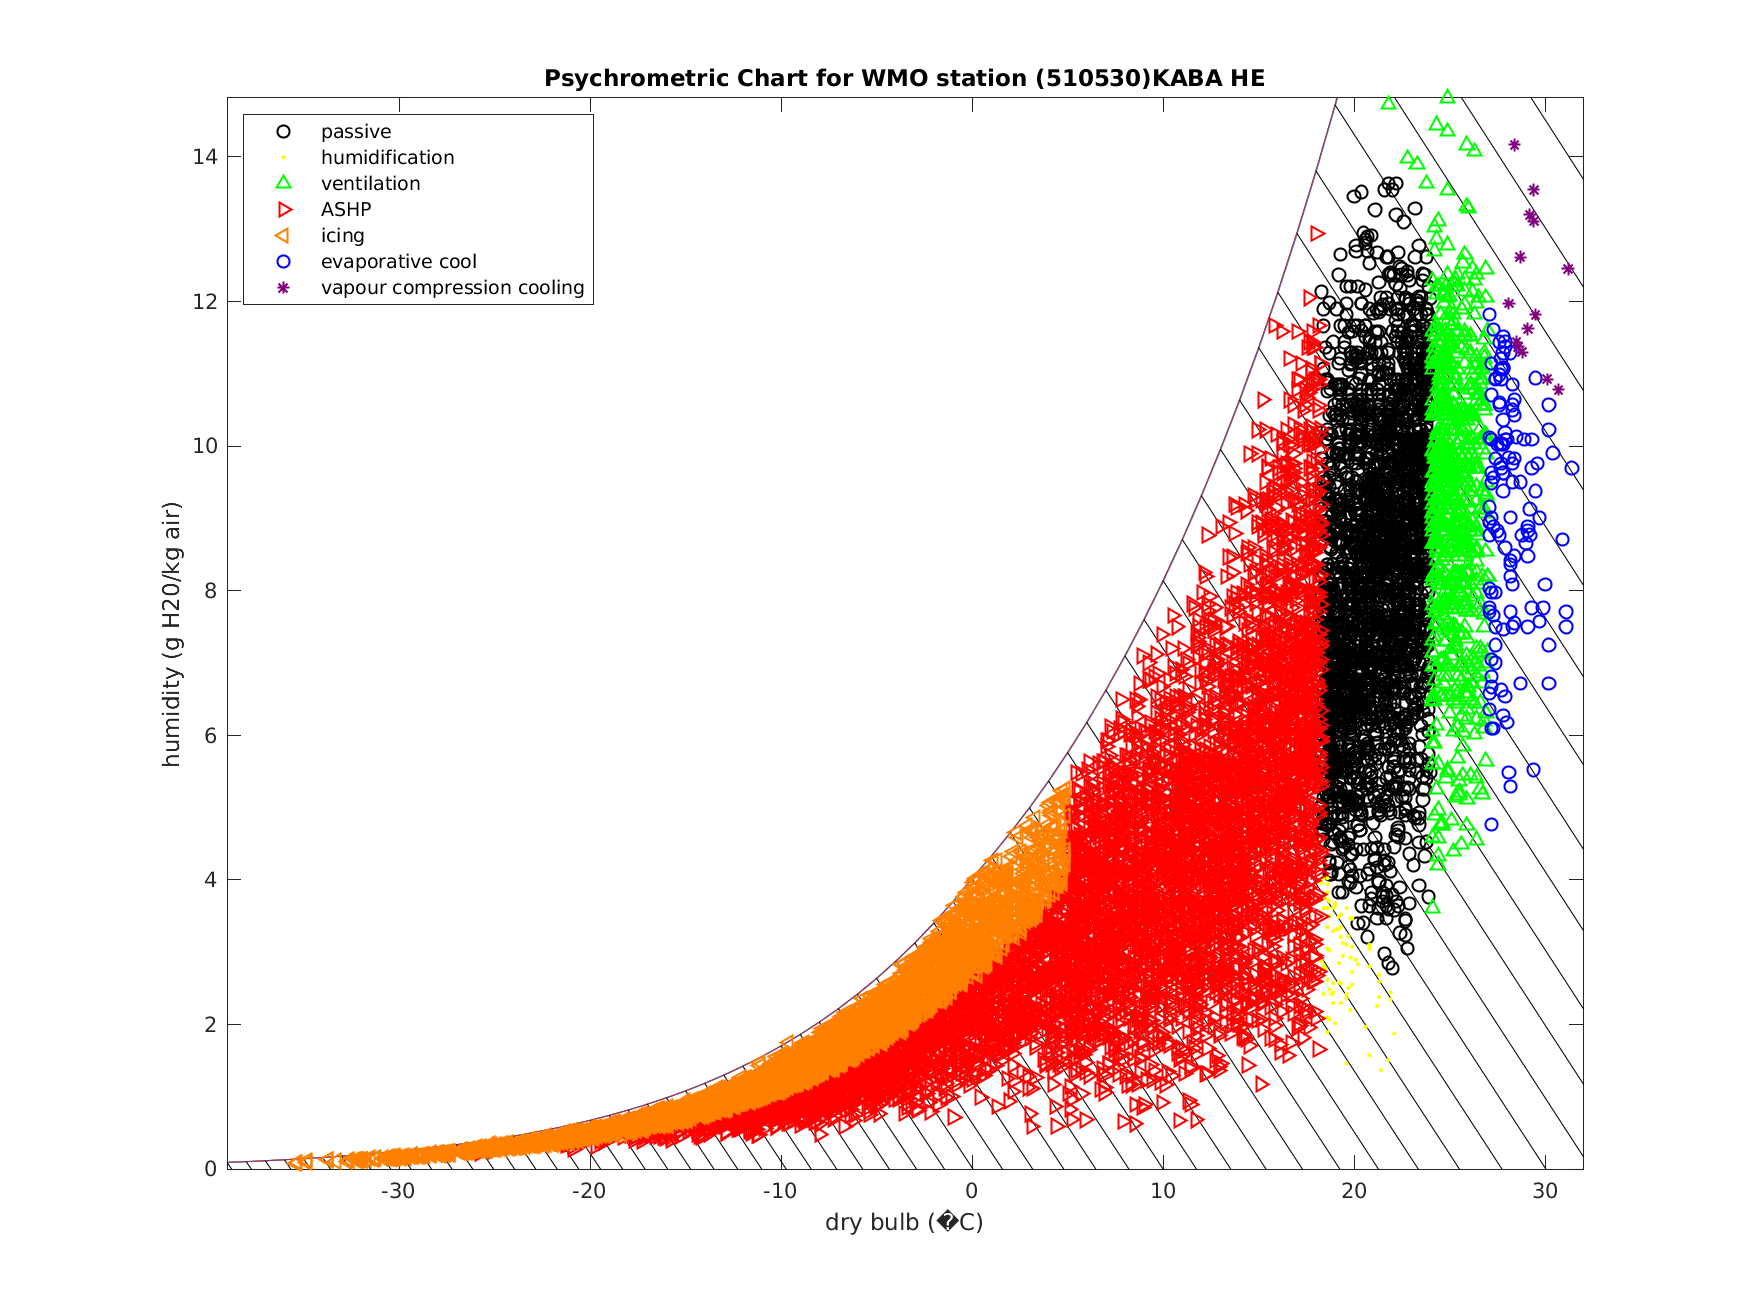 Psychrometric Chart for WMO station (510530)KABA HE
passive
humidification
ventilation
ASHP
icing
evaporative cool
vapour compression cooling
humidity (g H20/kg air)
14
12
10
8
6
4
2
0
-30 -20 -10 0 10 20 30
dry bulb (�C)